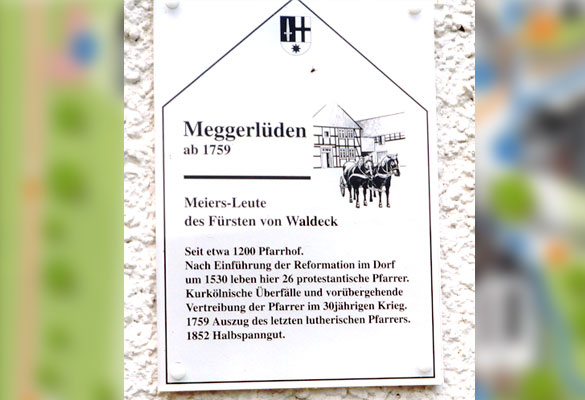 Meggerlüden
ab 1759
Meiers-Leute
des Fürsten von Waldeck
Seit etwa 1200 Pfarrhof.
Nach Einführung der Reformation im Dorf
um 1530 leben hier 26 protestantische Pfarrer.
Kurkölnische Überfälle und vorübergehende
Vertreibung der Pfarrer im 30jährigen Krieg.
1759 Auszug des letzten lutherischen Pfarrers.
1852 Halbspanngut.